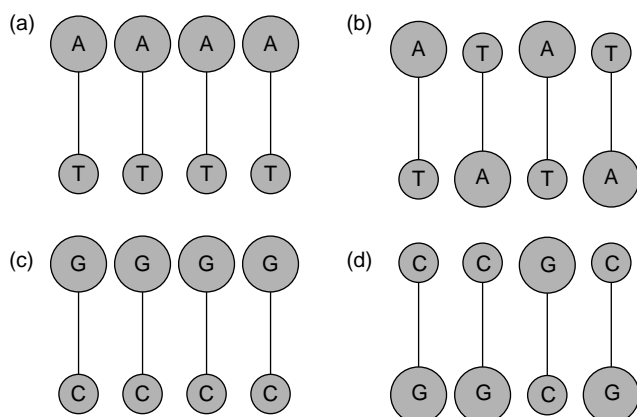 (a) A A A A
T T T T
(b) A T A T
T A T A
(c) G G G G
C C C C
(d) C C G C
G G C G